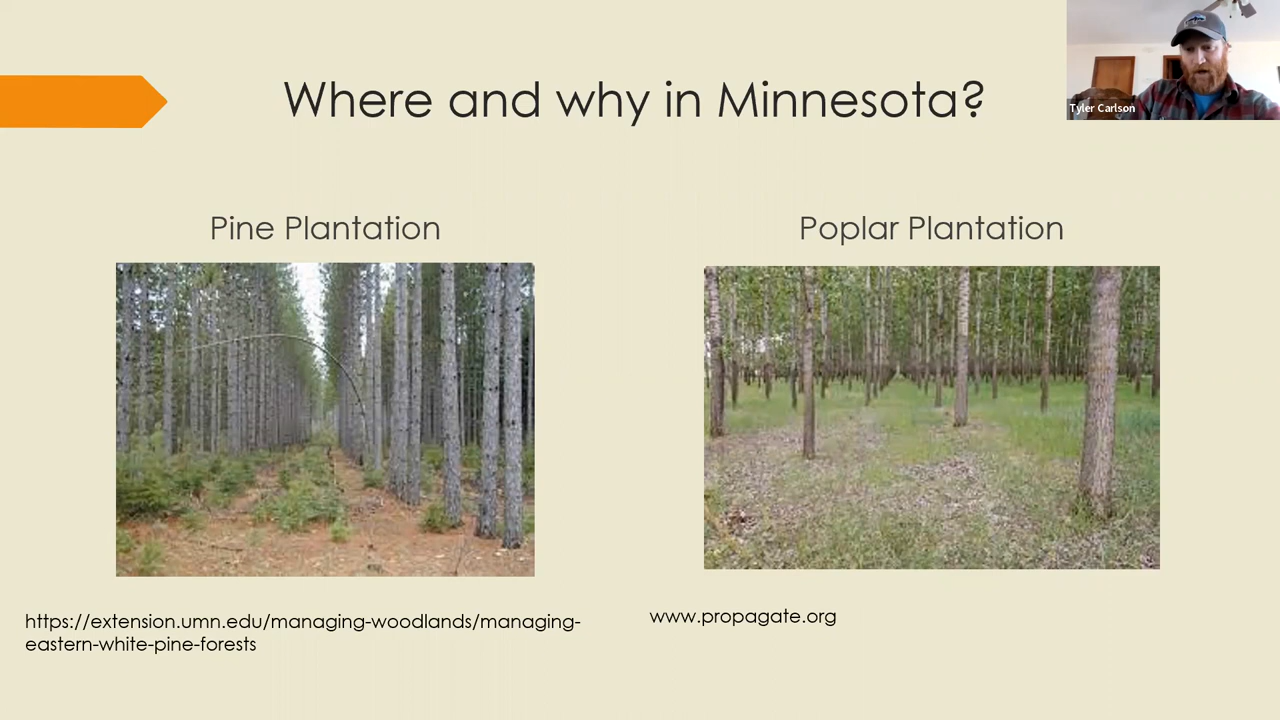 Where and why in Minnesota?
Tyler Carlson
Pine Plantation
Poplar Plantation
https://extension.umn.edu/managing-woodlands/managing-
eastern-white-pine-forests
www.propagate.org